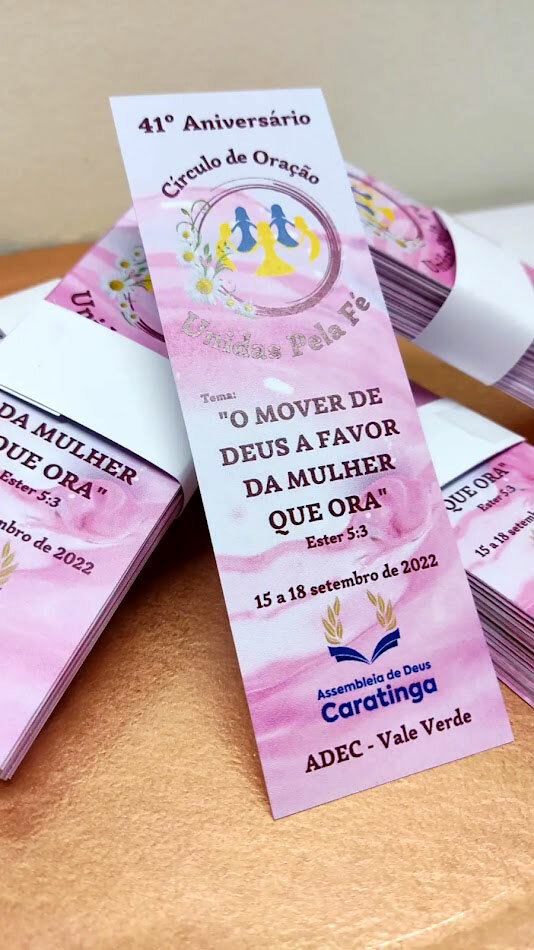 41º Aniversário
Círculo de Oração
Unidas Pela Fé
Tema:
"O MOVER DE
DEUS A FAVOR
DA MULHER
QUE ORA"
Ester 5:3
15 a 18 setembro de 2022
Assembleia de Deus
Caratinga
ADEC - Vale Verde
DA MULHER
QUE ORA"
Ester 5:3
setembro de 2022
QUE ORA"
Ester 5:3
15 a 18 setem